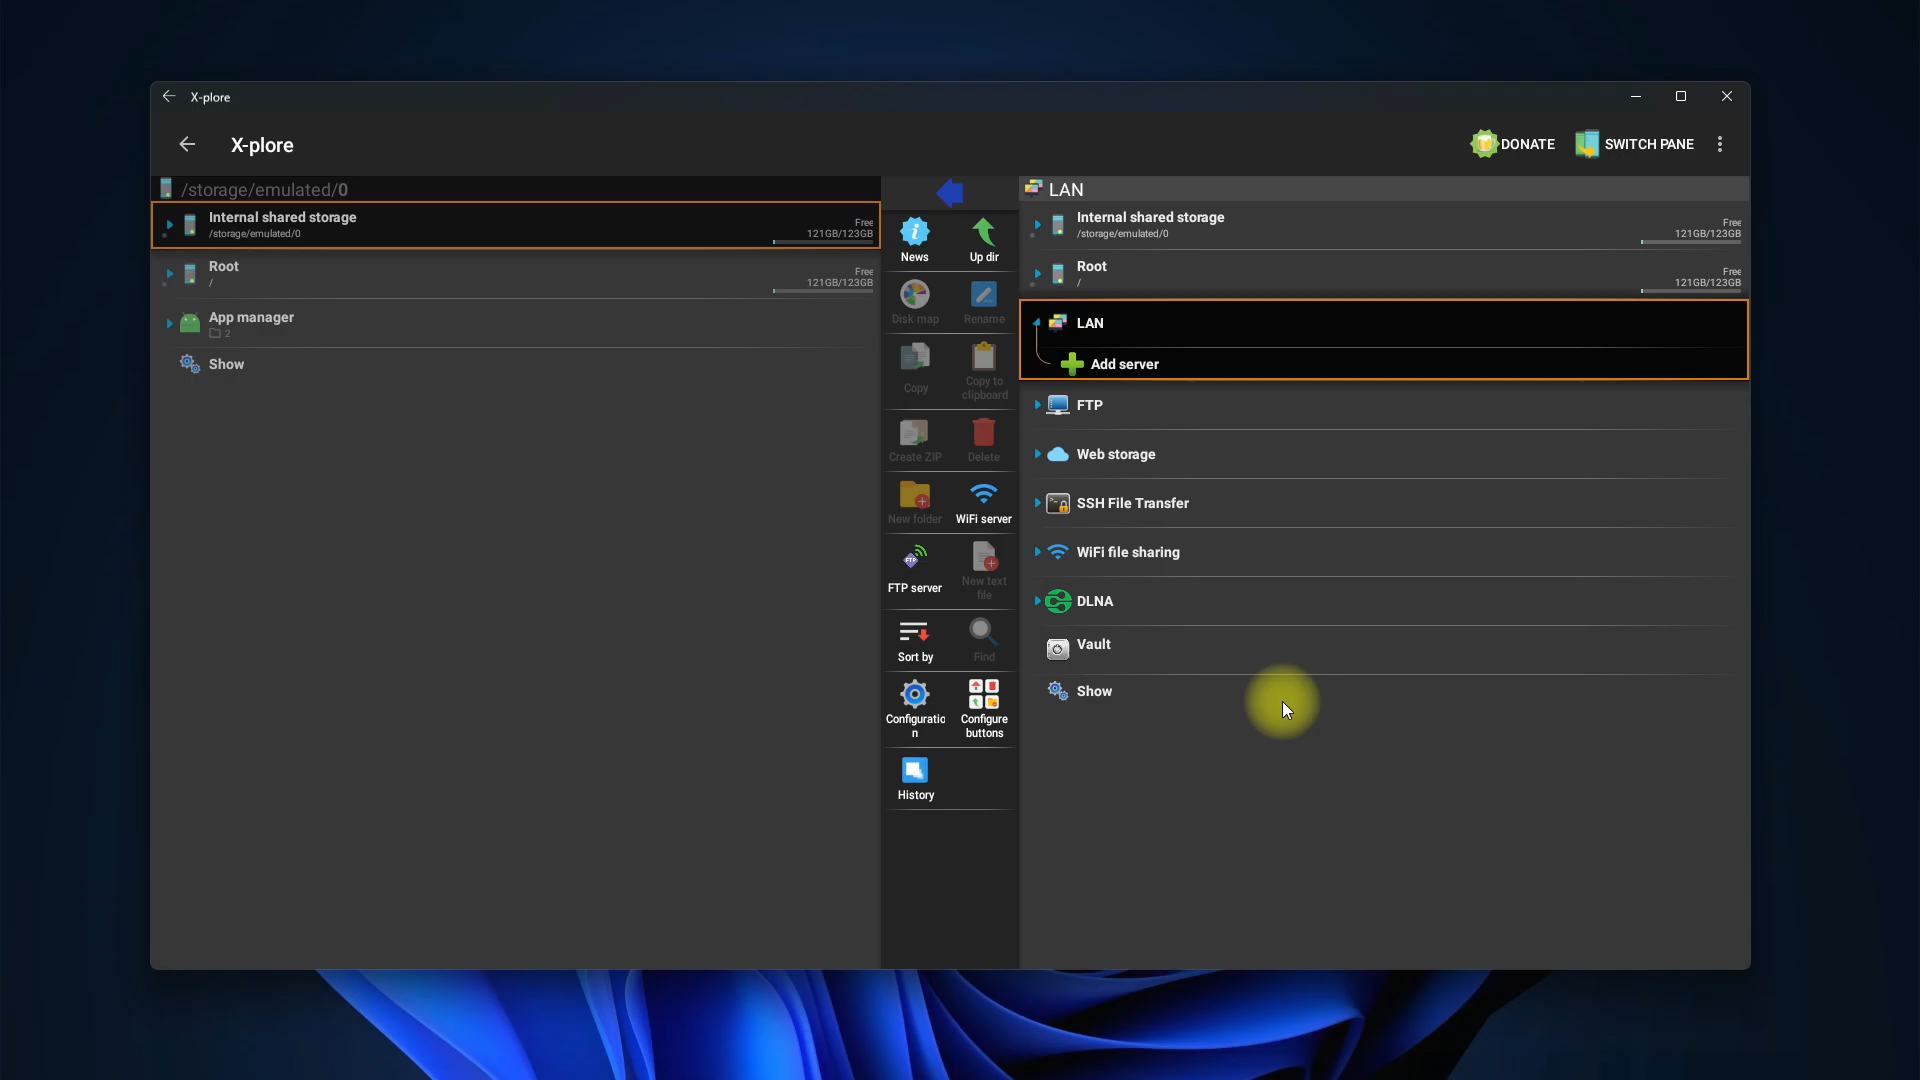 X-plore
X-plore
DONATE
SWITCH PANE
/storage/emulated/0
Internal shared storage
/storage/emulated/0
Free
121GB/123GB
Root
/
Free
121GB/123GB
App manager
2
Show
News
Up dir
Disk map
Rename
Copy
Copy to
clipboard
Create ZIP
Delete
New folder
WiFi server
FTP
FTP server
New text
file
Sort by
Find
Configuratio
n
Configure
buttons
History
LAN
Internal shared storage
/storage/emulated/0
Free
121GB/123GB
Root
/
Free
121GB/123GB
LAN
Add server
FTP
Web storage
SSH File Transfer
WiFi file sharing
DLNA
Vault
Show